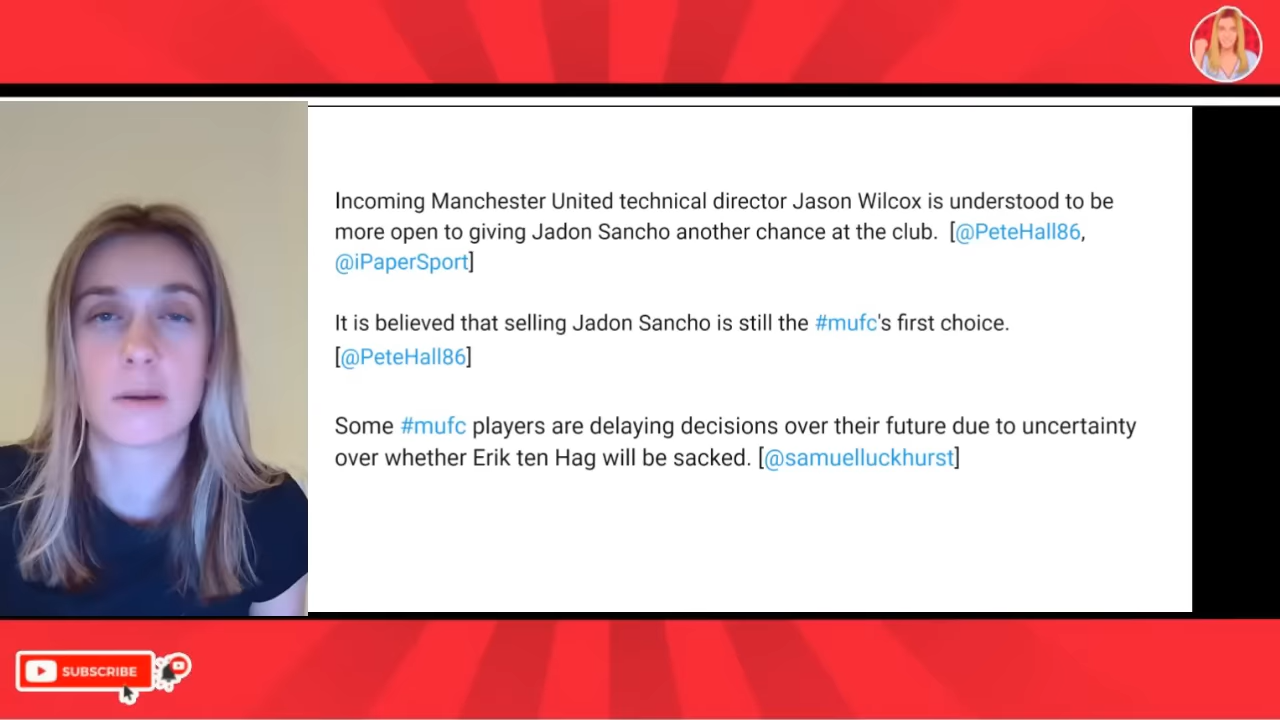 Incoming Manchester United technical director Jason Wilcox is understood to be
more open to giving Jadon Sancho another chance at the club. [@PeteHall86,
@iPaperSport]
It is believed that selling Jadon Sancho is still the #mufc's first choice.
[@PeteHall86]
Some #mufc players are delaying decisions over their future due to uncertainty
over whether Erik ten Hag will be sacked. [@samuelluckhurst]
SUBSCRIBE